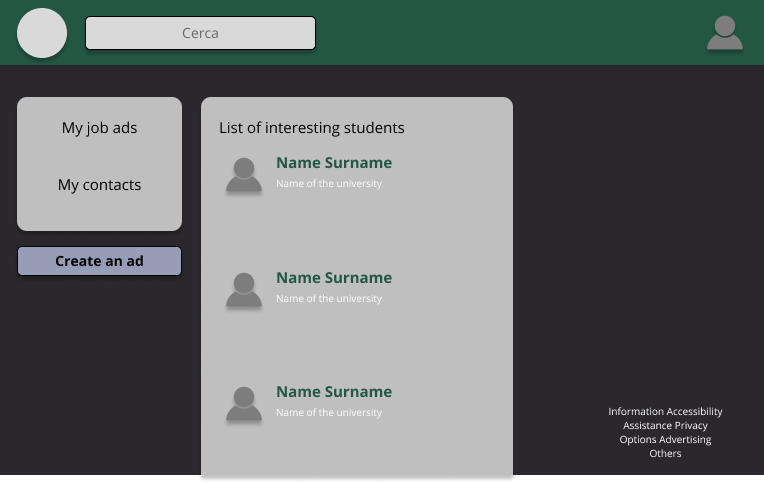 Cerca
My job ads
My contacts
Create an ad
List of interesting students
Name Surname
Name of the university
Name Surname
Name of the university
Name Surname
Name of the university
Information Accessibility
Assistance Privacy
Options Advertising
Others